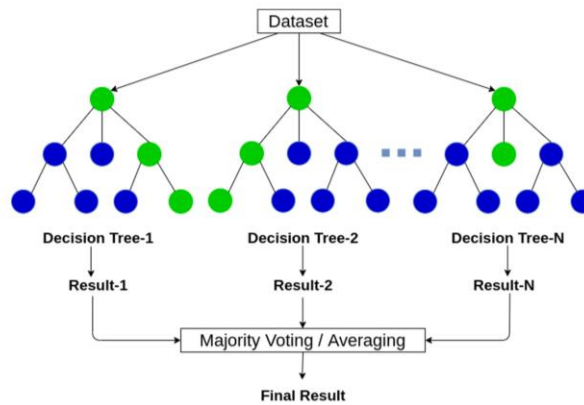 Dataset
Decision Tree-1
Decision Tree-2
Decision Tree-N
Result-1
Result-2
Result-N
Majority Voting / Averaging
Final Result